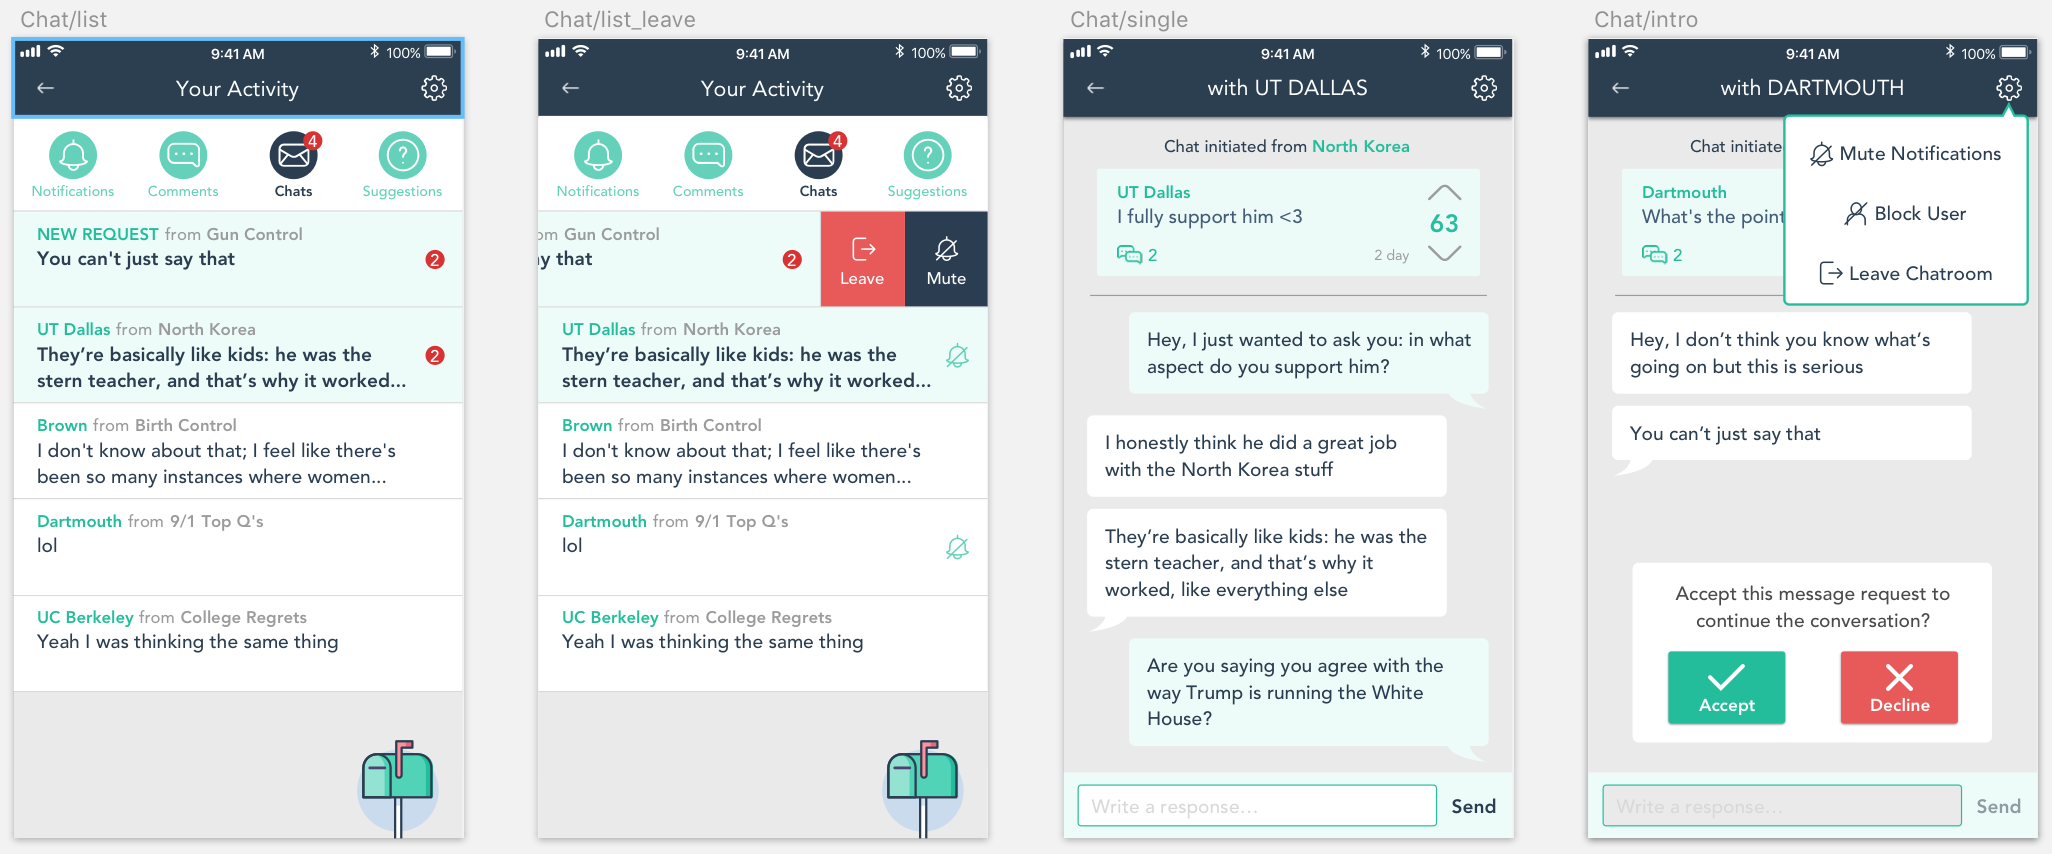 Chat/list
9:41 AM
100%
Your Activity
4
Notifications
Comments
Chats
Suggestions
NEW REQUEST from Gun Control
You can't just say that
2
UT Dallas from North Korea
They're basically like kids: he was the
stern teacher, and that's why it worked...
2
Brown from Birth Control
I don't know about that; I feel like there's
been so many instances where women...
Dartmouth from 9/1 Top Q's
lol
UC Berkeley from College Regrets
Yeah I was thinking the same thing
Chat/list_leave
9:41 AM
100%
Your Activity
4
Notifications
Comments
Chats
Suggestions
om Gun Control
y that
2
Leave
Mute
UT Dallas from North Korea
They're basically like kids: he was the
stern teacher, and that's why it worked...
Brown from Birth Control
I don't know about that; I feel like there's
been so many instances where women...
Dartmouth from 9/1 Top Q's
lol
UC Berkeley from College Regrets
Yeah I was thinking the same thing
Chat/single
9:41 AM
100%
with UT DALLAS
Chat initiated from North Korea
UT Dallas
I fully support him <3
63
2
2 day
Hey, I just wanted to ask you: in what
aspect do you support him?
I honestly think he did a great job
with the North Korea stuff
They're basically like kids: he was the
stern teacher, and that's why it
worked, like everything else
Are you saying you agree with the
way Trump is running the White
House?
Write a response...
Send
Chat/intro
9:41 AM
100%
with DARTMOUTH
Chat initiate
Mute Notifications
Block User
Leave Chatroom
Dartmouth
What's the point
2
Hey, I don't think you know what's
going on but this is serious
You can't just say that
Accept this message request to
continue the conversation?
Accept
Decline
Write a response...
Send